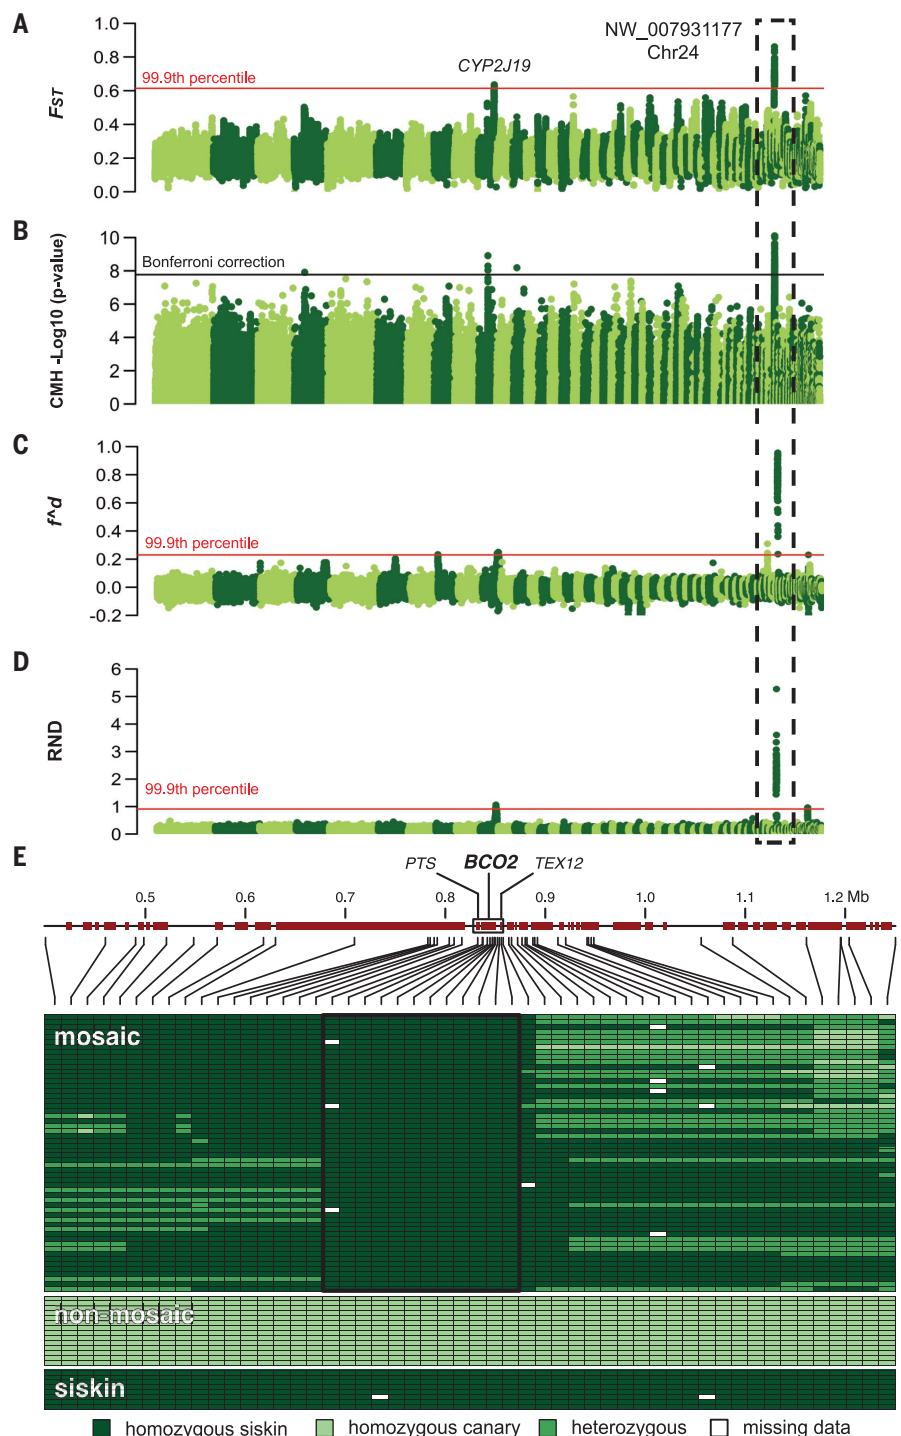 A
1.0
0.8
0.6
0.4
0.2
0.0
FST
99.9th percentile
CYP2J19
NW_007931177
Chr24
B
10
8
6
4
2
0
CMH -Log10 (p-value)
Bonferroni correction
C
1.0
0.8
0.6
0.4
0.2
0.0
-0.2
f^d
99.9th percentile
D
6
5
4
3
2
1
0
RND
99.9th percentile
E
PTS BCO2 TEX12
0.5 0.6 0.7 0.8 0.9 1.0 1.1 1.2 Mb
mosaic
non-mosaic
siskin
homozygous siskin homozygous canary heterozygous missing data